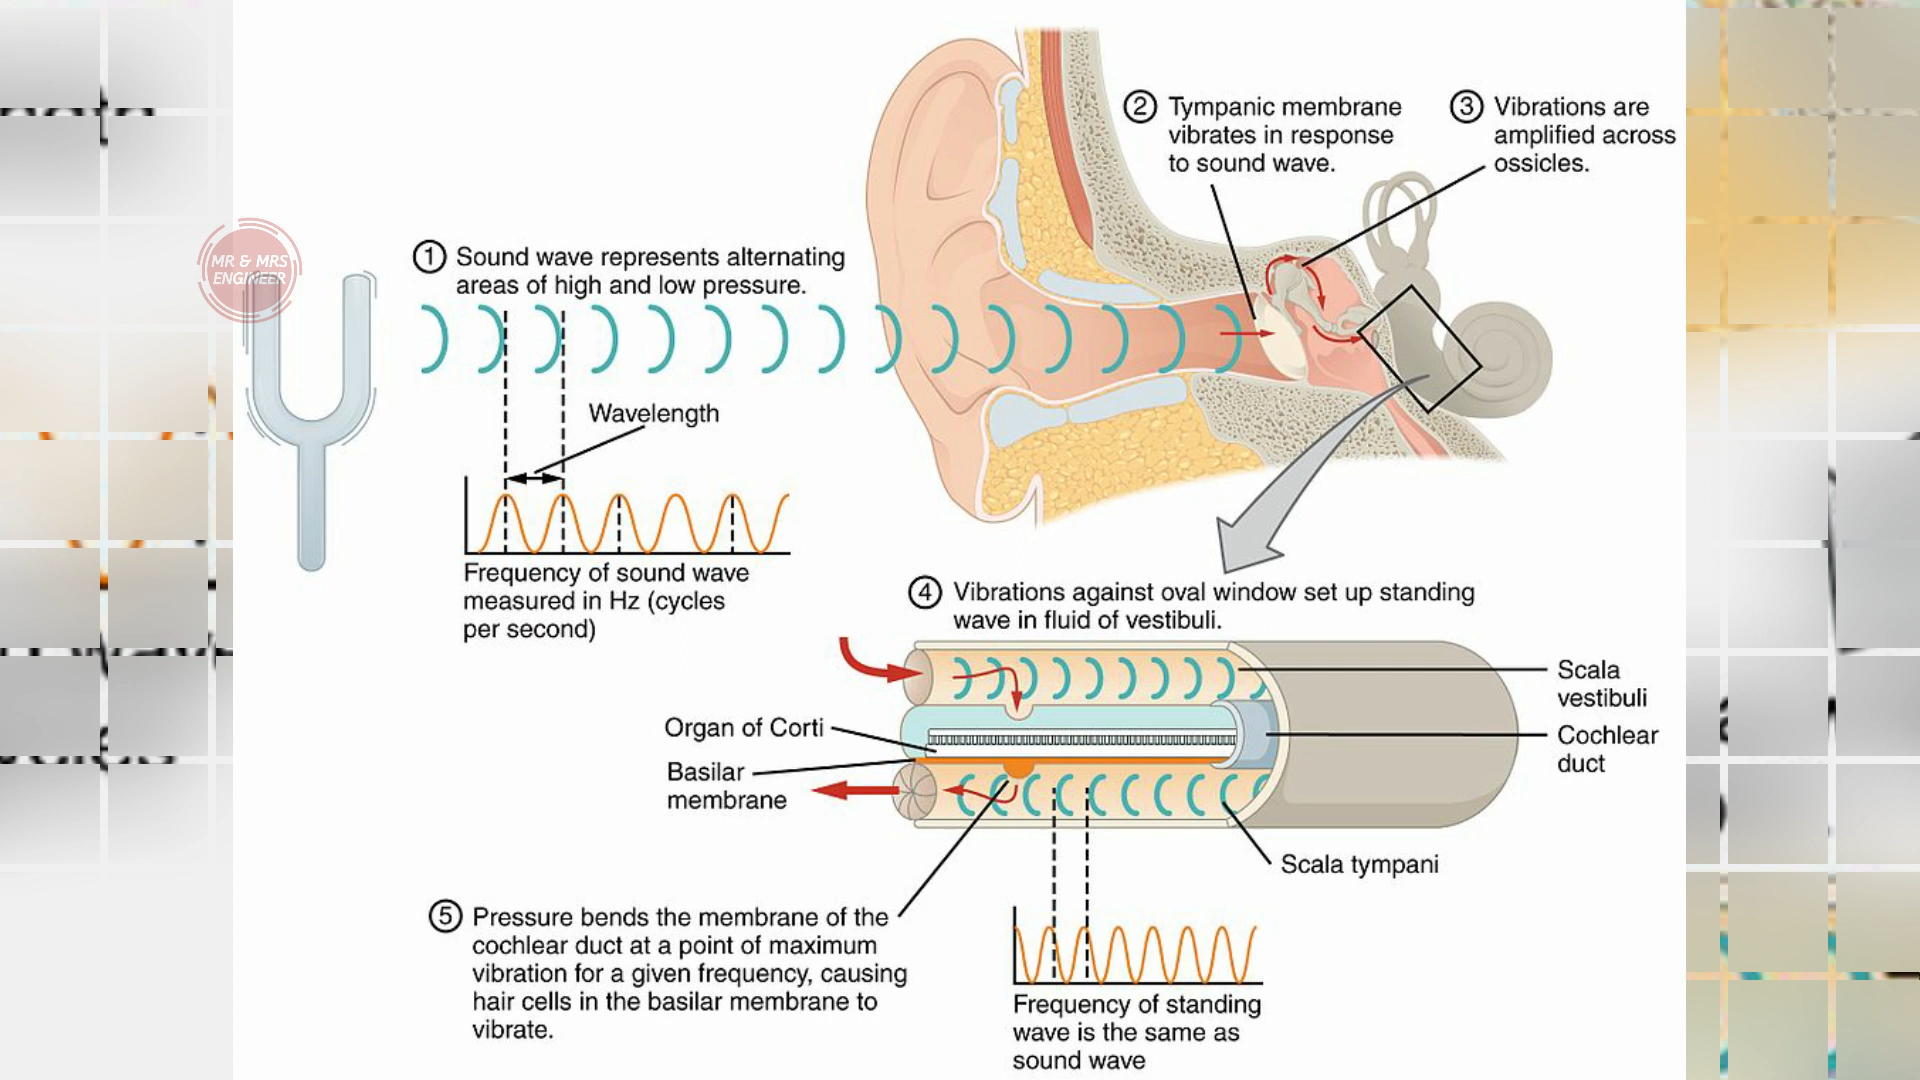 MR & MRS
ENGINEER
① Sound wave represents alternating
areas of high and low pressure.
② Tympanic membrane
vibrates in response
to sound wave.
③ Vibrations are
amplified across
ossicles.
Wavelength
Frequency of sound wave
measured in Hz (cycles
per second)
④ Vibrations against oval window set up standing
wave in fluid of vestibuli.
Scala
vestibuli
Organ of Corti
Cochlear
duct
Basilar
membrane
Scala tympani
⑤ Pressure bends the membrane of the
cochlear duct at a point of maximum
vibration for a given frequency, causing
hair cells in the basilar membrane to
vibrate.
Frequency of standing
wave is the same as
sound wave